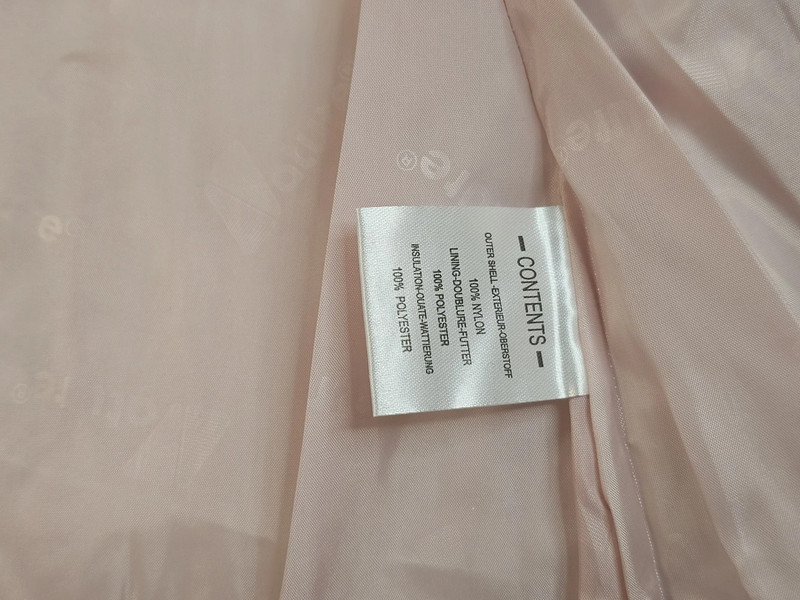 CONTENTS
OUTER SHELL-EXTERIEUR-OBERSTOFF
100% NYLON
LINING-DOUBLURE-FUTTER
100% POLYESTER
INSULATION-OUATE-WATTIERUNG
100% POLYESTER